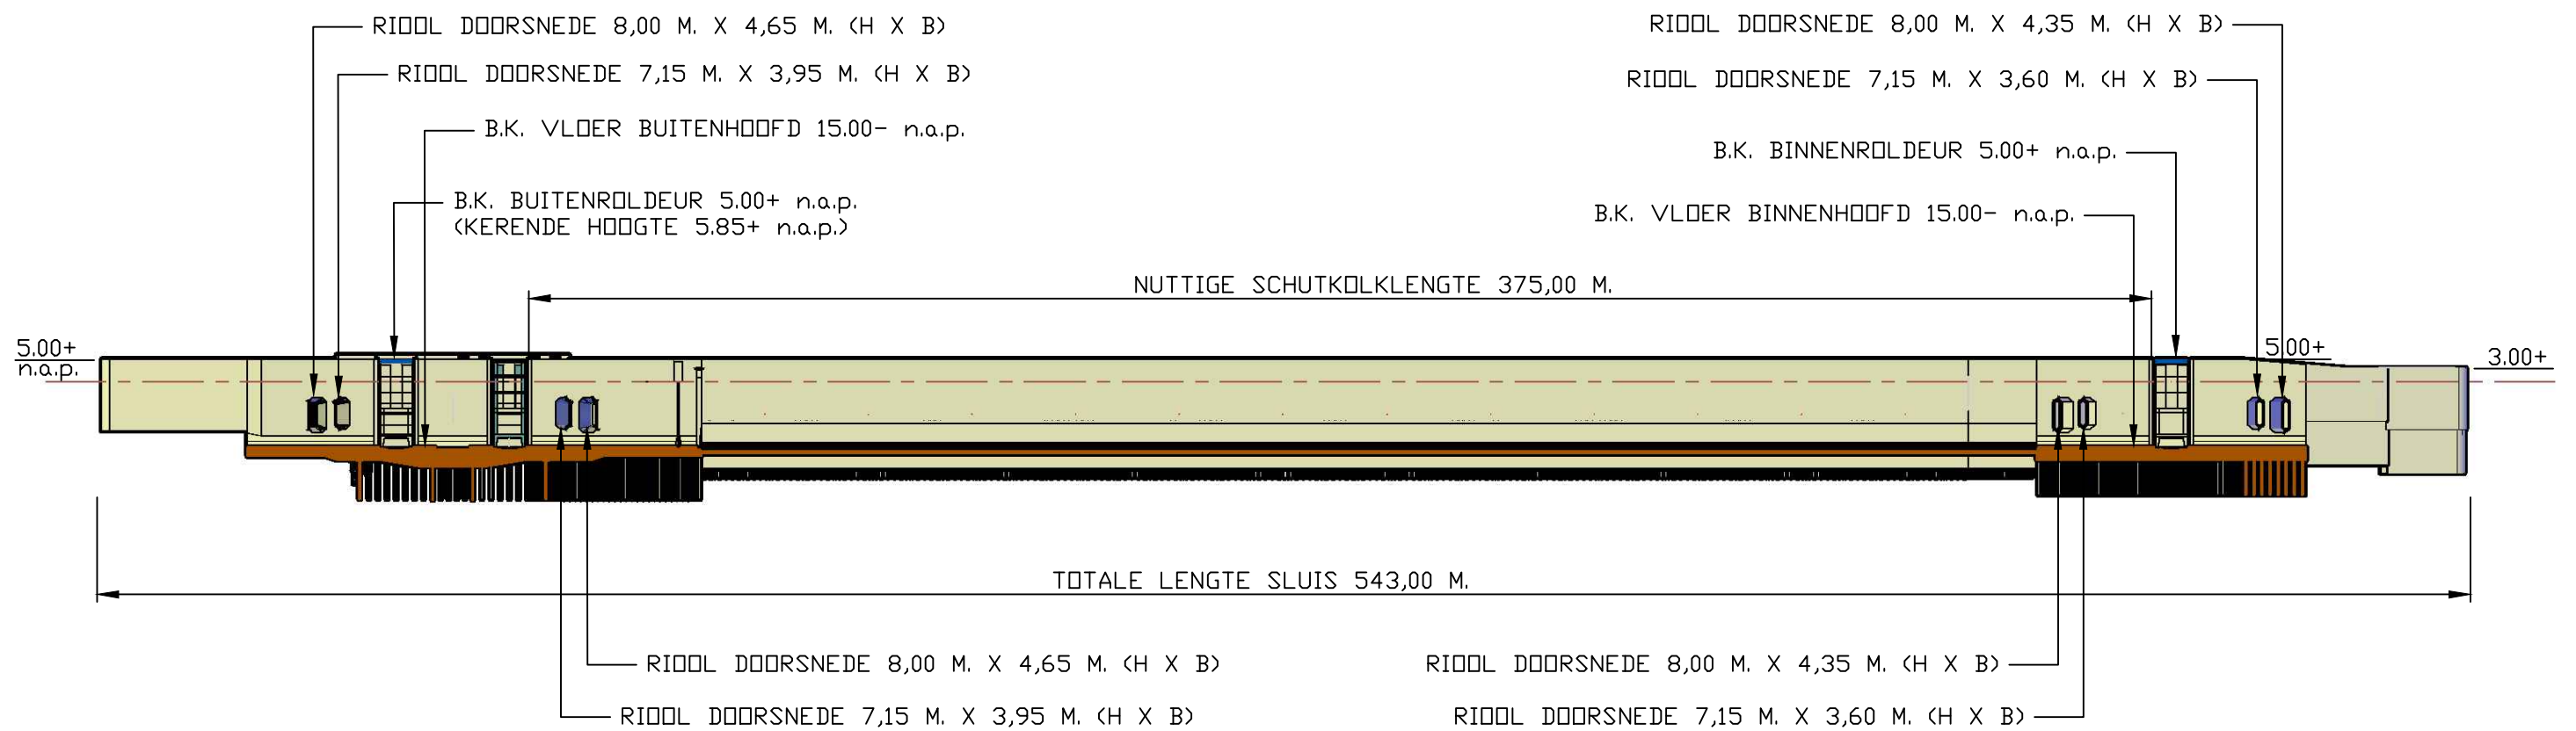 RIOOL DOORSNEDE 8,00 M. X 4,65 M. (H X B)
RIOOL DOORSNEDE 7,15 M. X 3,95 M. (H X B)
B.K. VLOER BUITENHOOFD 15.00- n.a.p.
B.K. BUITENROLDEUR 5.00+ n.a.p.
(KERENDE HOOGTE 5.85+ n.a.p.)
RIOOL DOORSNEDE 8,00 M. X 4,35 M. (H X B)
RIOOL DOORSNEDE 7,15 M. X 3,60 M. (H X B)
B.K. BINNENROLDEUR 5.00+ n.a.p.
B.K. VLOER BINNENHOOFD 15.00- n.a.p.
NUTTIGE SCHUTKOLKLENGTE 375,00 M.
5.00+
n.a.p.
5.00+
3.00+
TOTALE LENGTE SLUIS 543,00 M.
RIOOL DOORSNEDE 8,00 M. X 4,65 M. (H X B)
RIOOL DOORSNEDE 7,15 M. X 3,95 M. (H X B)
RIOOL DOORSNEDE 8,00 M. X 4,35 M. (H X B)
RIOOL DOORSNEDE 7,15 M. X 3,60 M. (H X B)